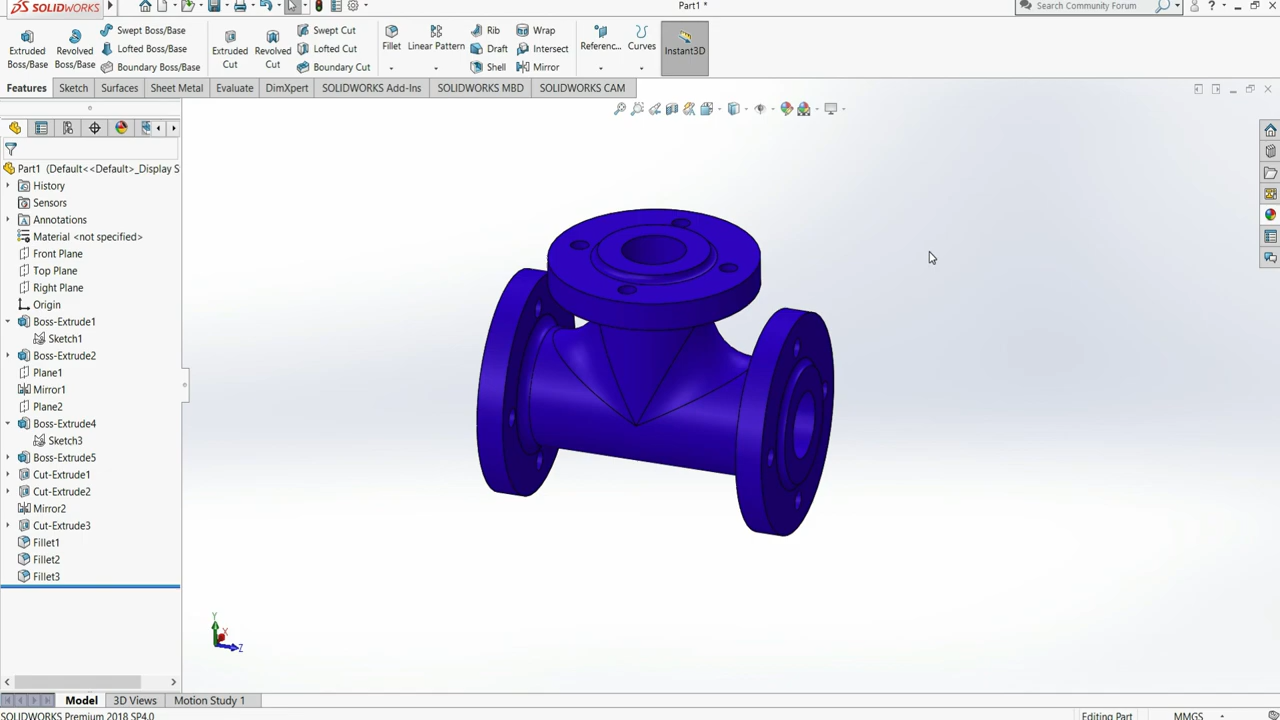 SOLIDWORKS
Part1 *
Search Community Forum
?
Extruded Boss/Base
Revolved Boss/Base
Swept Boss/Base
Lofted Boss/Base
Boundary Boss/Base
Extruded Cut
Revolved Cut
Swept Cut
Lofted Cut
Boundary Cut
Fillet
Linear Pattern
Rib
Draft
Shell
Wrap
Intersect
Mirror
Referenc...
Curves
Instant3D
Features
Sketch
Surfaces
Sheet Metal
Evaluate
DimXpert
SOLIDWORKS Add-Ins
SOLIDWORKS MBD
SOLIDWORKS CAM
Part1 (Default<<Default>_Display S
History
Sensors
Annotations
Material <not specified>
Front Plane
Top Plane
Right Plane
Origin
Boss-Extrude1
Sketch1
Boss-Extrude2
Plane1
Mirror1
Plane2
Boss-Extrude4
Sketch3
Boss-Extrude5
Cut-Extrude1
Cut-Extrude2
Mirror2
Cut-Extrude3
Fillet1
Fillet2
Fillet3
Y
X
Z
Model
3D Views
Motion Study 1
SOLIDWORKS Premium 2018 SP4.0
Editing Part
MMGS